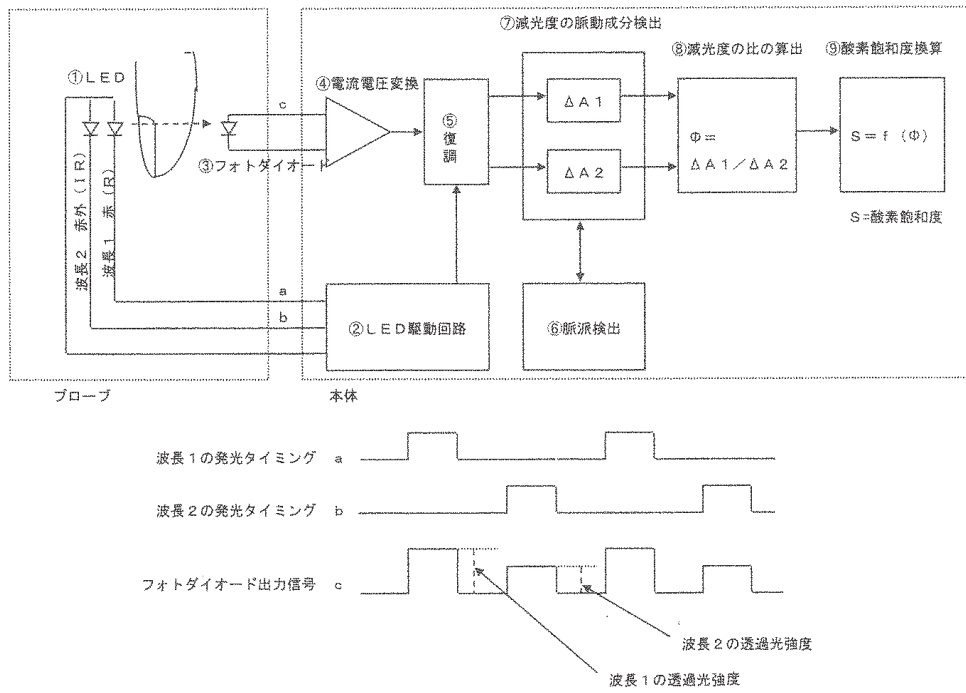 ⑦減光度の脈動成分検出
⑧減光度の比の算出
⑨酸素飽和度換算
①LED
④電流電圧変換
c
③フォトダイオード
⑤復調
ΔA1
ΔA2
Φ=
ΔA1/ΔA2
S=f (Φ)
S=酸素飽和度
波長2 赤外 (IR)
波長1 赤 (R)
a
b
②LED駆動回路
⑥脈派検出
プローブ
本体
波長1の発光タイミング a
波長2の発光タイミング b
フォトダイオード出力信号 c
波長2の透過光強度
波長1の透過光強度